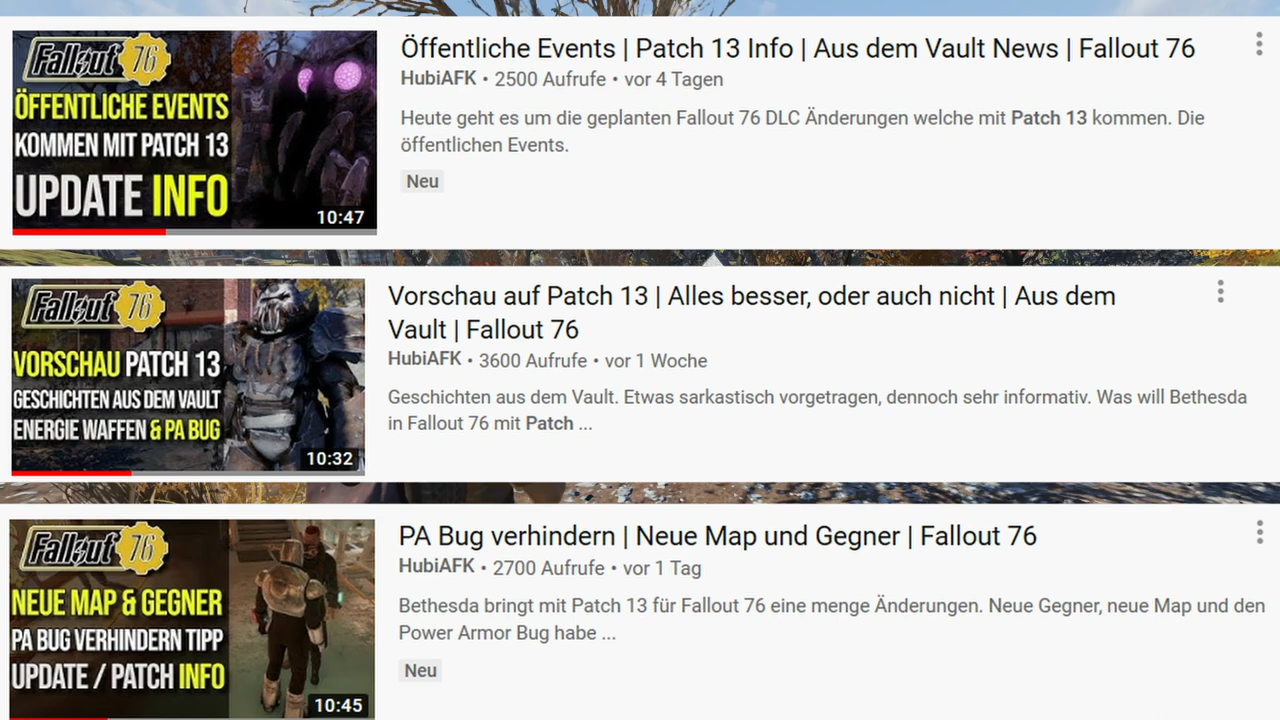 Fallout 76
ÖFFENTLICHE EVENTS
KOMMEN MIT PATCH 13
UPDATE INFO
10:47
Öffentliche Events | Patch 13 Info | Aus dem Vault News | Fallout 76
HubiAFK • 2500 Aufrufe • vor 4 Tagen
Heute geht es um die geplanten Fallout 76 DLC Änderungen welche mit Patch 13 kommen. Die
öffentlichen Events.
Neu
Fallout 76
VORSCHAU PATCH 13
GESCHICHTEN AUS DEM VAULT
ENERGIE WAFFEN & PA BUG
10:32
Vorschau auf Patch 13 | Alles besser, oder auch nicht | Aus dem
Vault | Fallout 76
HubiAFK • 3600 Aufrufe • vor 1 Woche
Geschichten aus dem Vault. Etwas sarkastisch vorgetragen, dennoch sehr informativ. Was will Bethesda
in Fallout 76 mit Patch ...
Fallout 76
NEUE MAP & GEGNER
PA BUG VERHINDERN TIPP
UPDATE / PATCH INFO
10:45
PA Bug verhindern | Neue Map und Gegner | Fallout 76
HubiAFK • 2700 Aufrufe • vor 1 Tag
Bethesda bringt mit Patch 13 für Fallout 76 eine menge Änderungen. Neue Gegner, neue Map und den
Power Armor Bug habe ...
Neu